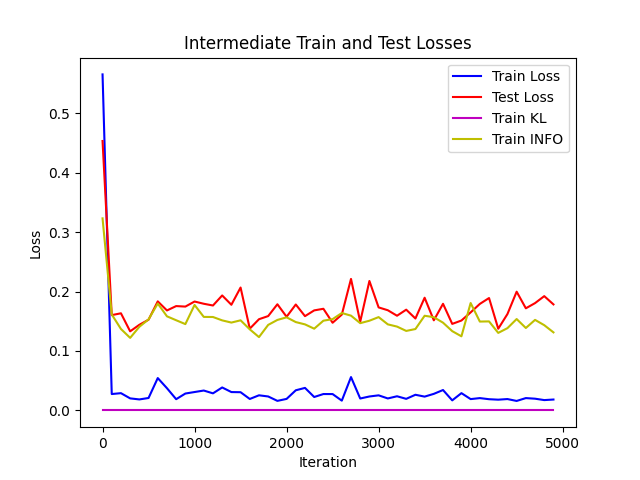 Intermediate Train and Test Losses
Train Loss
Test Loss
Train KL
Train INFO
Loss
0.5
0.4
0.3
0.2
0.1
0.0
0
1000
2000
3000
4000
5000
Iteration